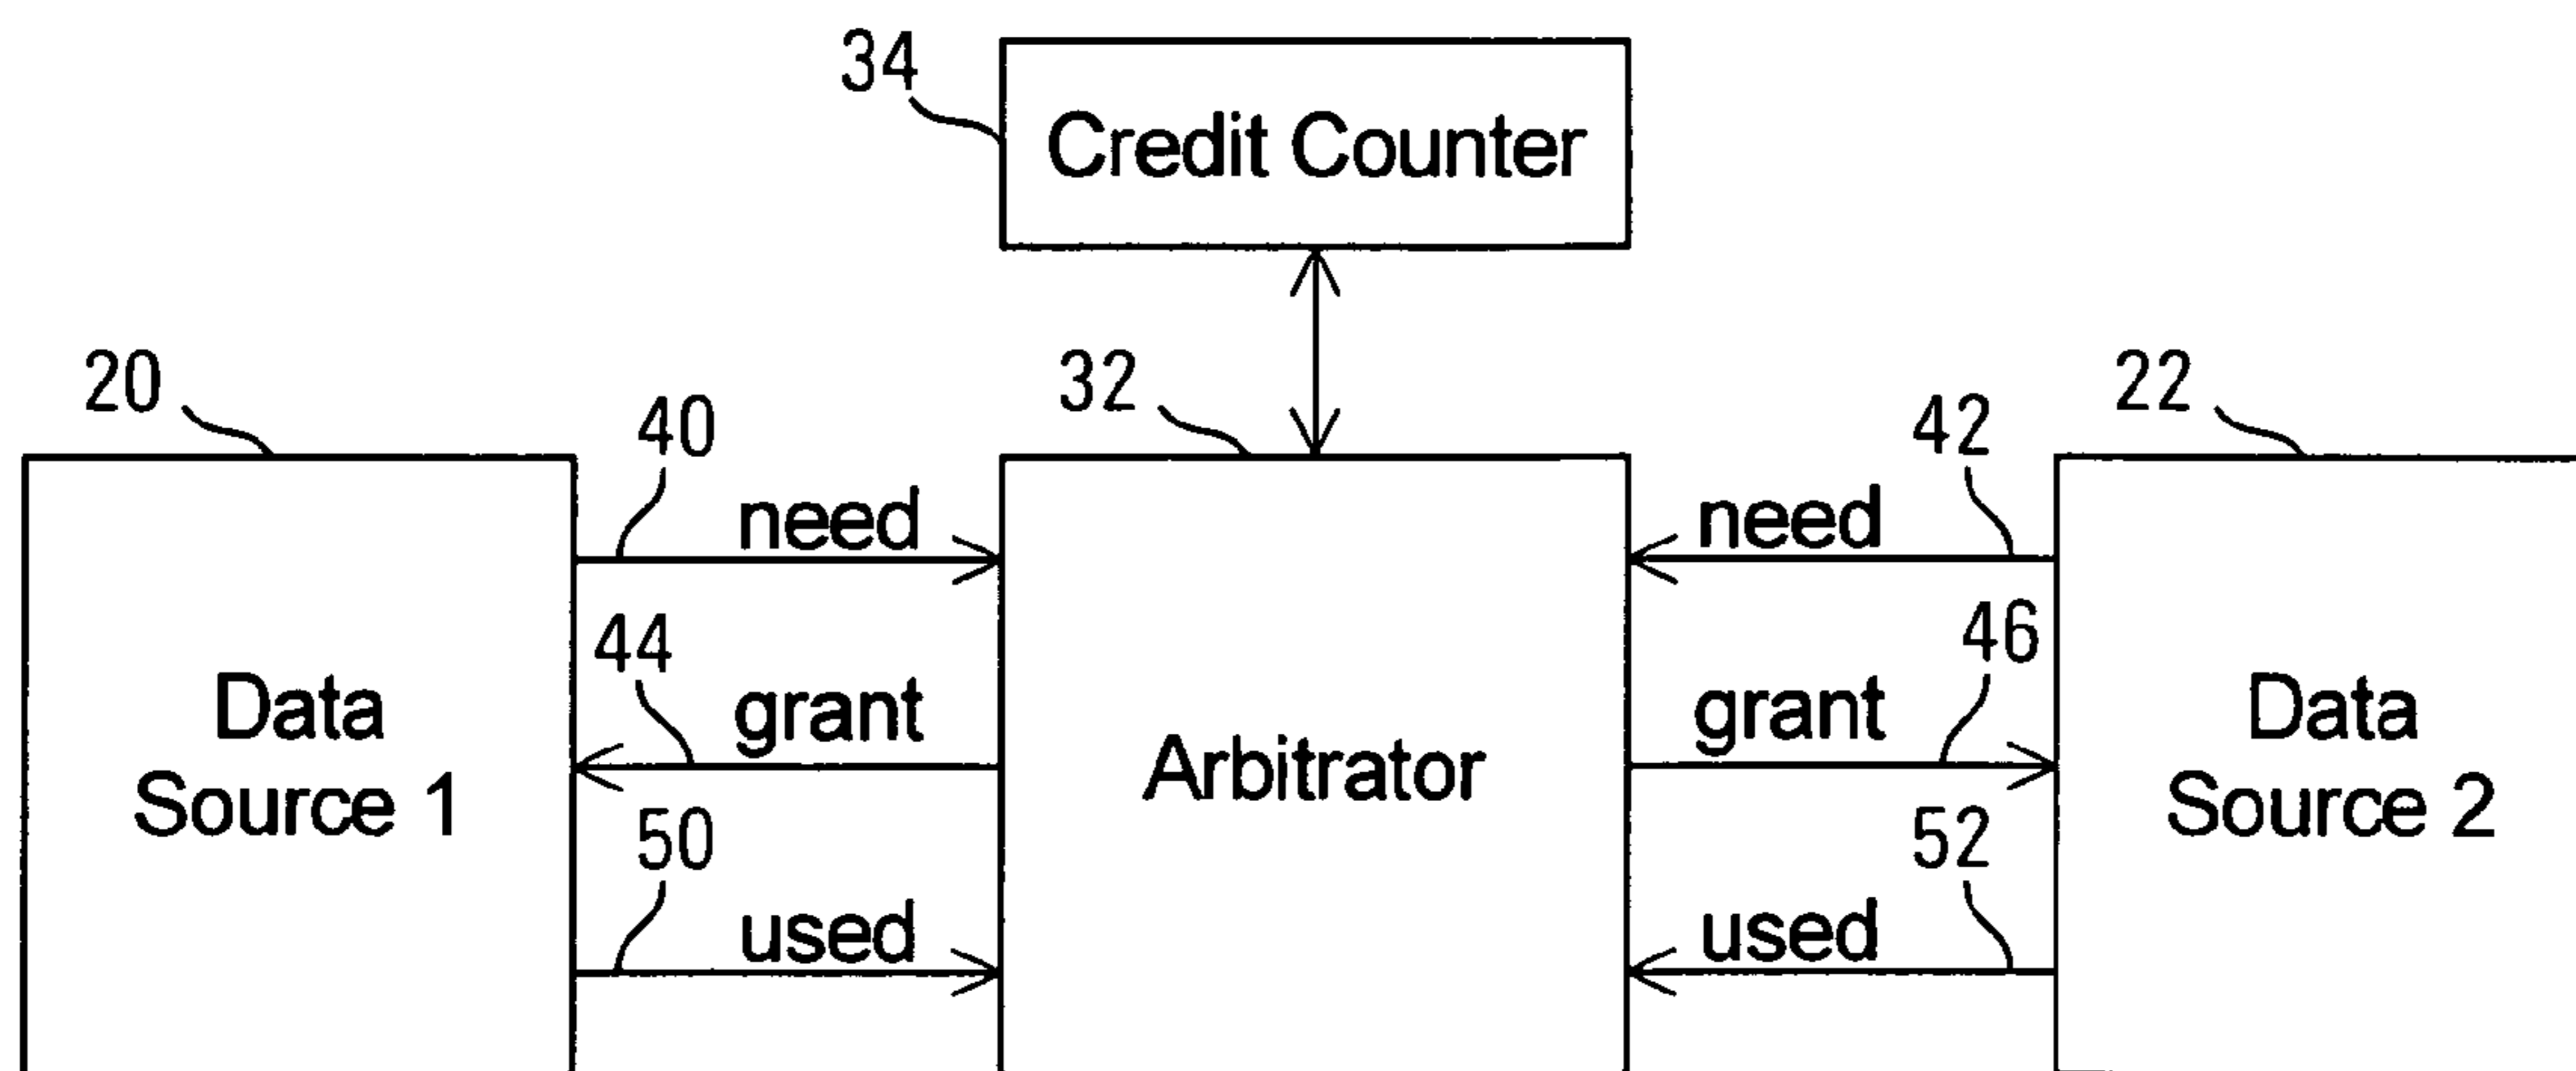 34
Credit Counter
20
32
22
40
42
need
need
44
46
Data
Source 1
grant
Arbitrator
grant
Data
Source 2
50
52
used
used